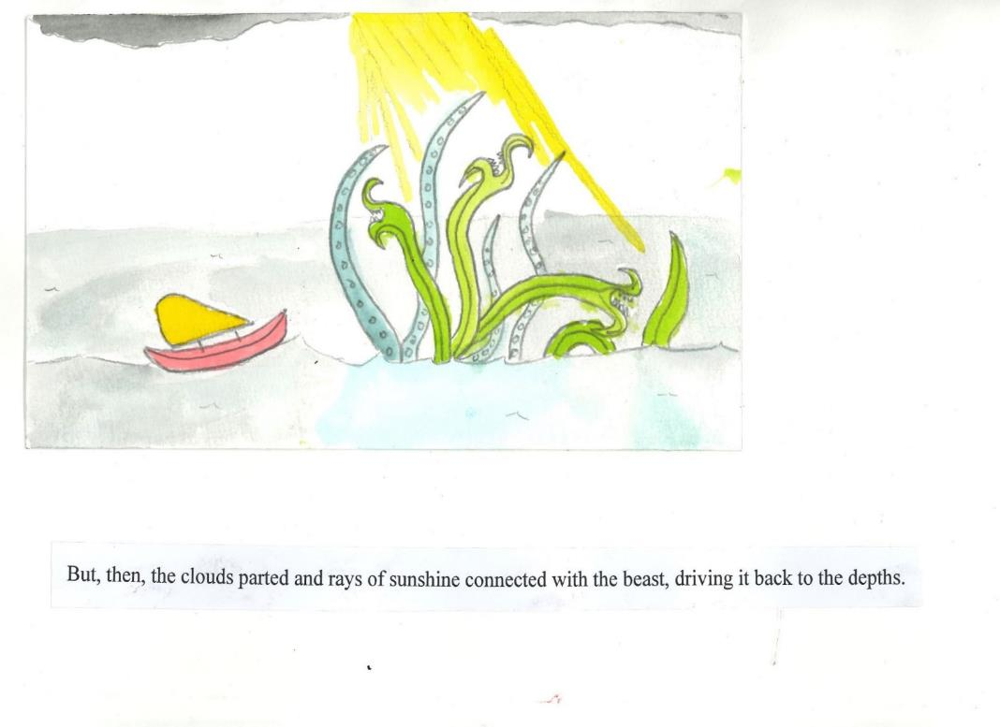 But, then, the clouds parted and rays of sunshine connected with the beast, driving it back to the depths.